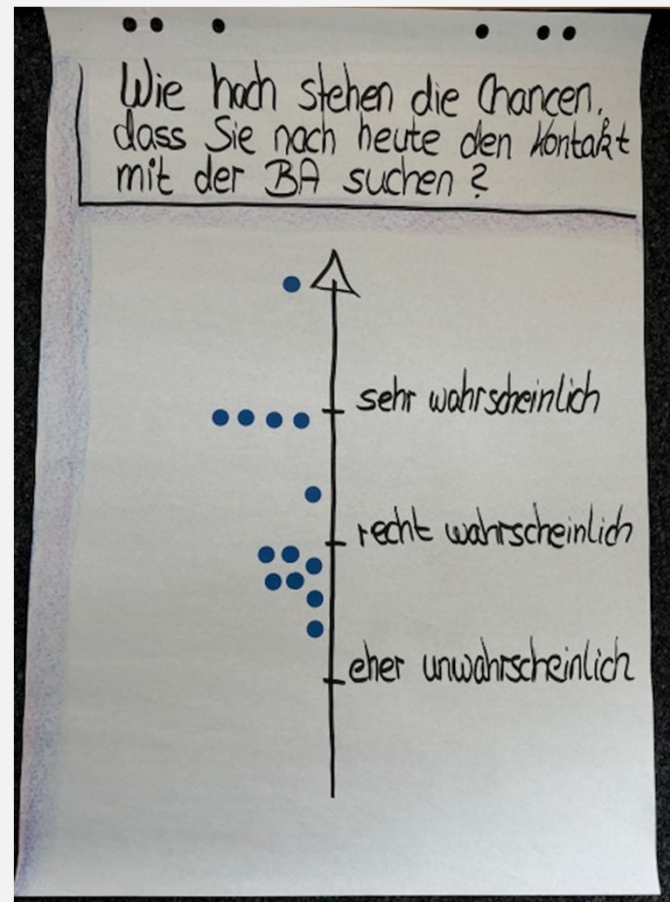 Wie hoch stehen die Chancen,
dass Sie nach heute den Kontakt
mit der BA suchen?
sehr wahrscheinlich
recht wahrscheinlich
eher unwahrscheinlich